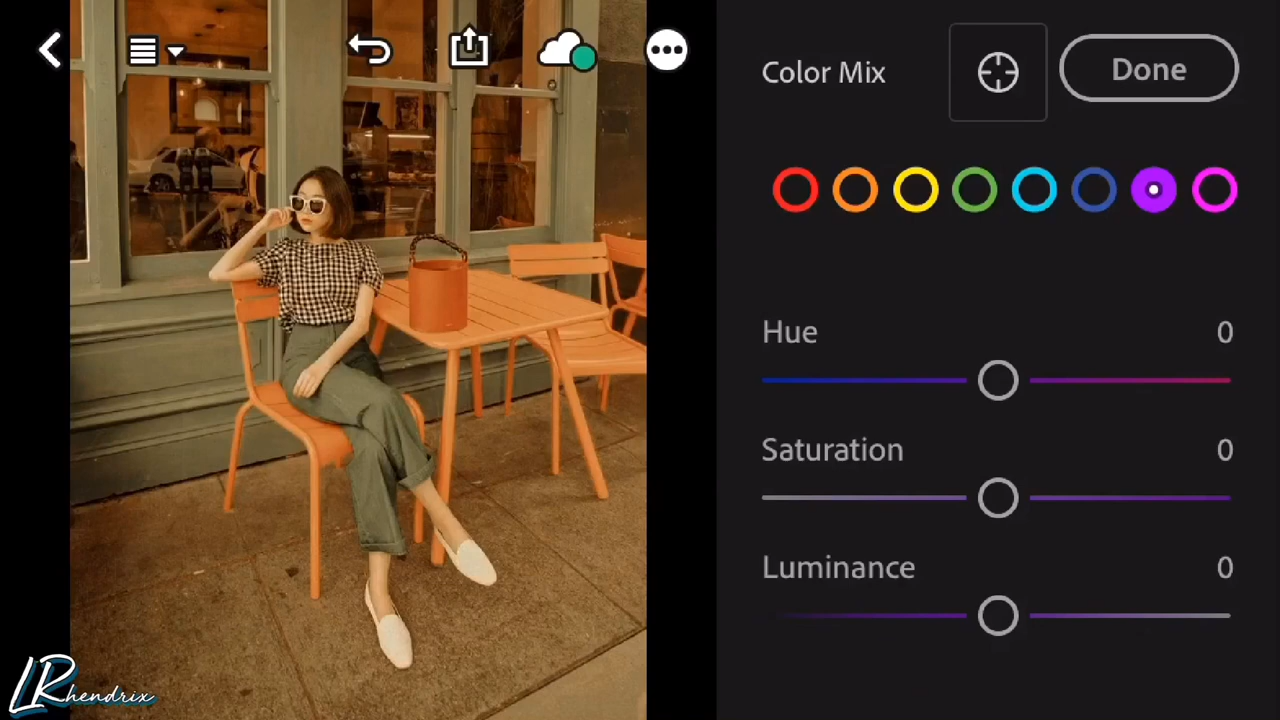 Color Mix
Done
Hue 0
Saturation 0
Luminance 0
LRhendrix